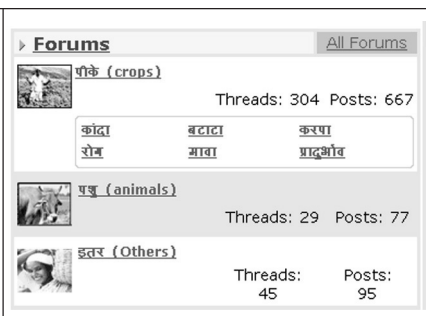 Forums All Forums
पीके (crops)
Threads: 304 Posts: 667
कांदा बटाटा करपा
रोग मावा प्रादुर्भाव
पशु (animals)
Threads: 29 Posts: 77
इतर (Others)
Threads: 45 Posts: 95